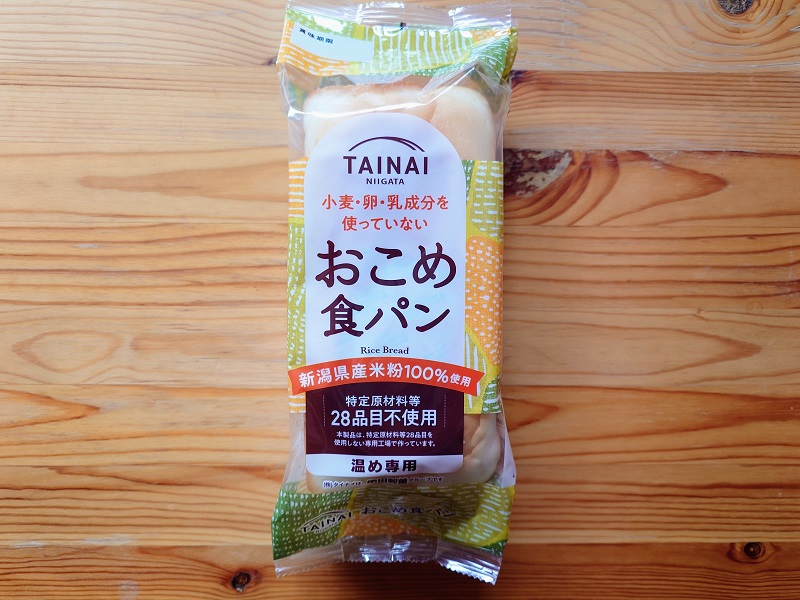 賞味期限
TAINAI
NIIGATA
小麦・卵・乳成分を
使っていない
おこめ
食パン
Rice Bread
新潟県産米粉100%使用
特定原材料等
28品目不使用
本製品は、特定原材料等28品目を
使用しない専用工場で作っています。
温め専用
TAINAI おこめ食パン